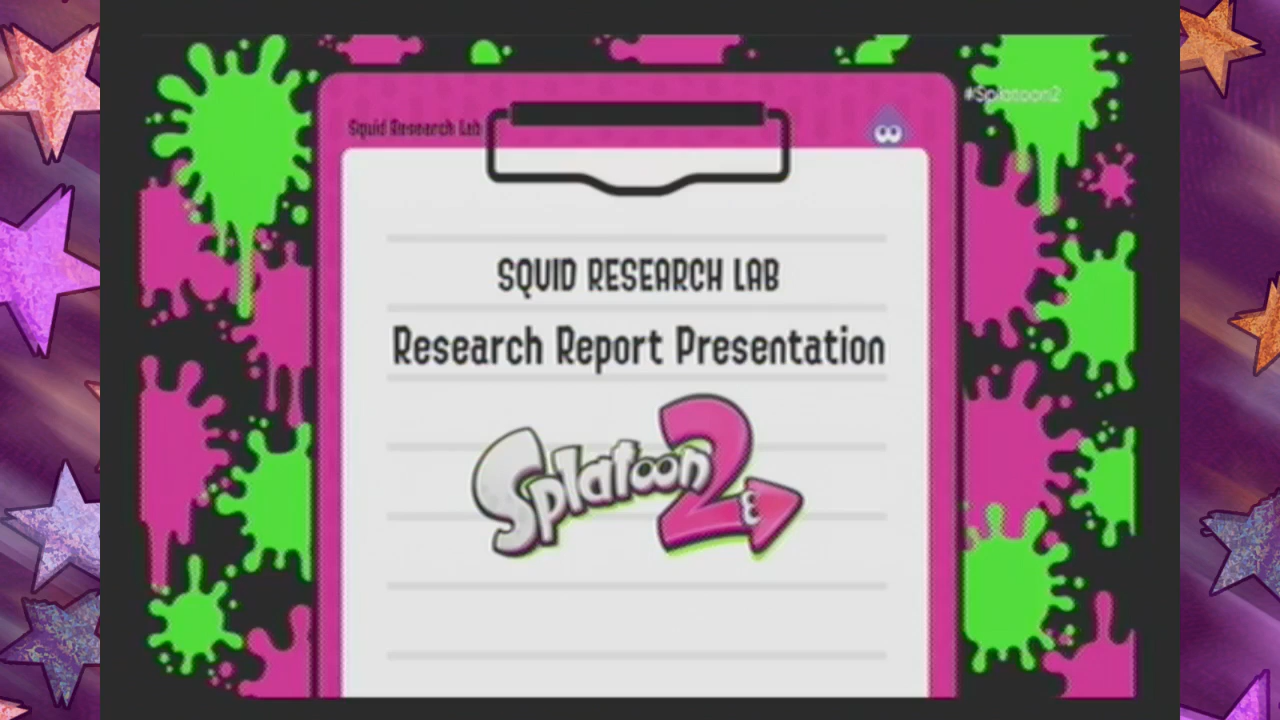 #Splatoon2
Squid Research Lab
SQUID RESEARCH LAB
Research Report Presentation
Splatoon 2